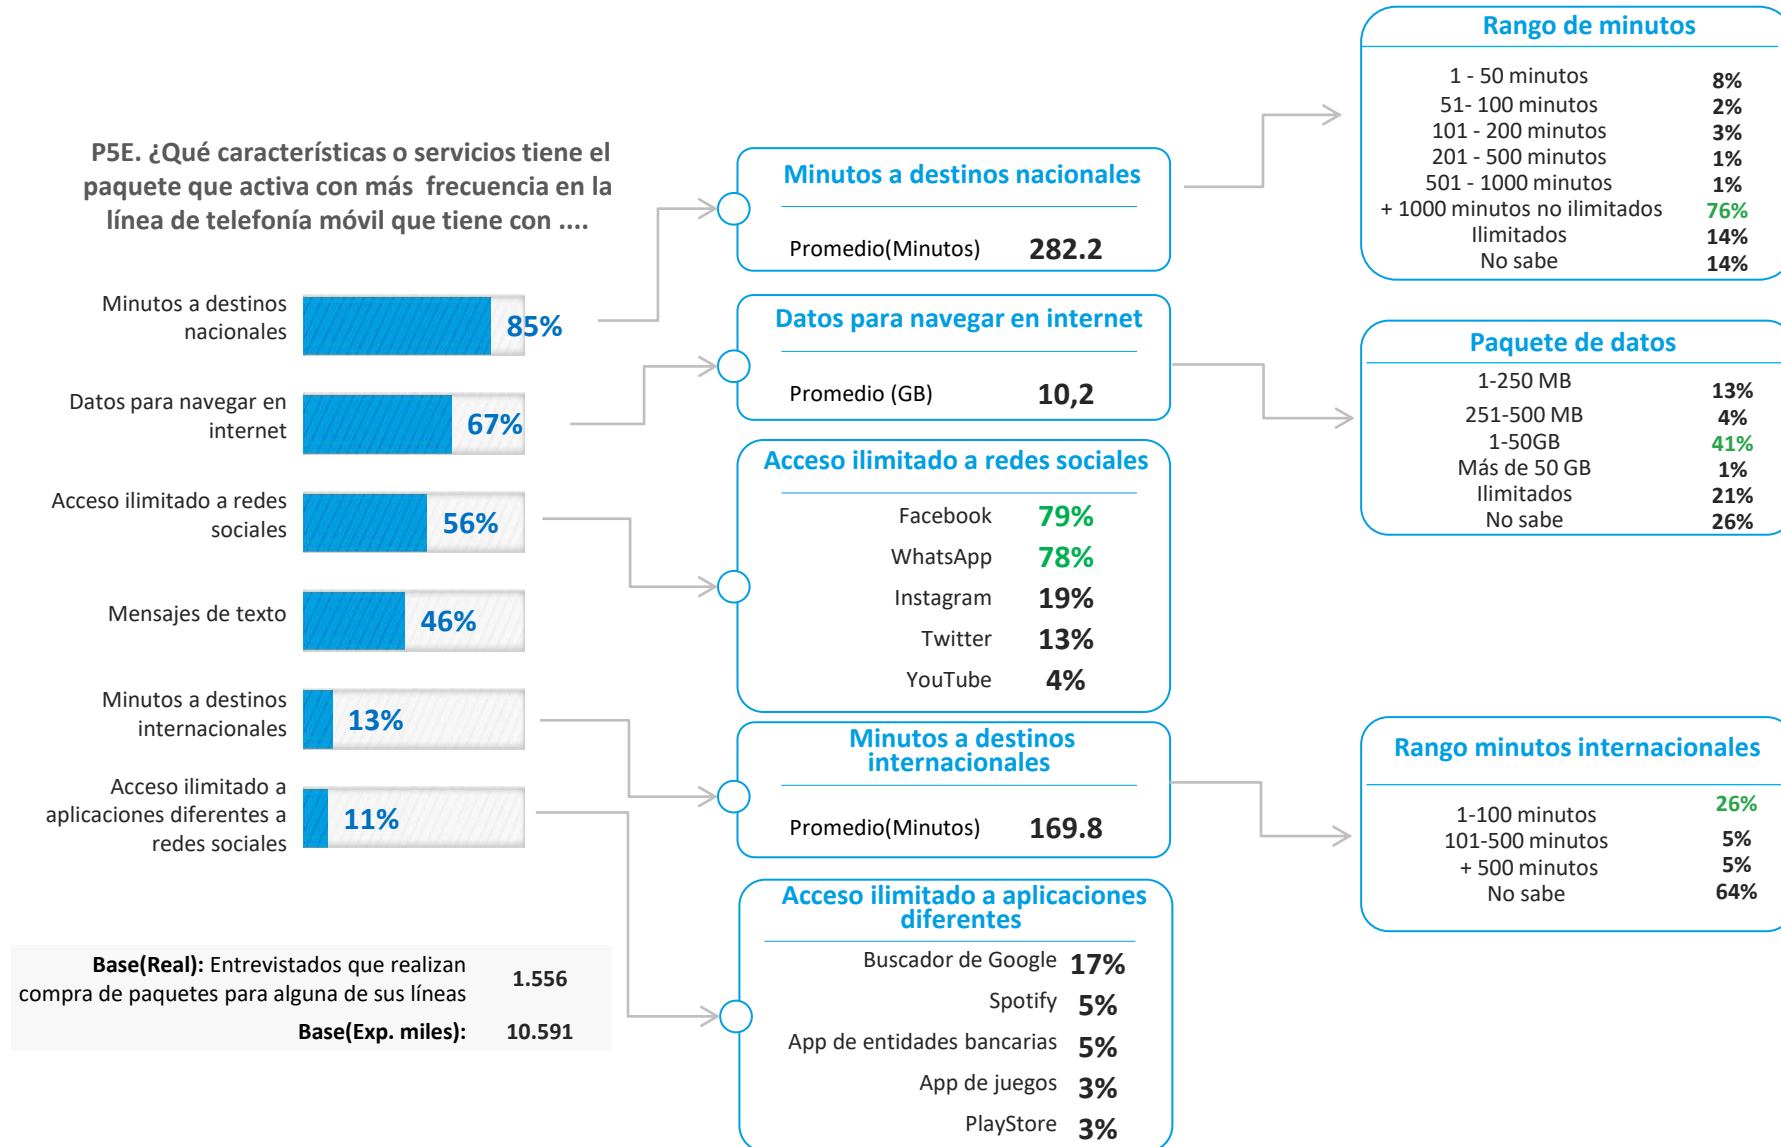 P5E. ¿Qué características o servicios tiene el
paquete que activa con más frecuencia en la
línea de telefonía móvil que tiene con ....
Minutos a destinos
nacionales
85%
Datos para navegar en
internet
67%
Acceso ilimitado a redes
sociales
56%
Mensajes de texto
46%
Minutos a destinos
internacionales
13%
Acceso ilimitado a
aplicaciones diferentes a
redes sociales
11%
Base(Real): Entrevistados que realizan
compra de paquetes para alguna de sus líneas
1.556
Base(Exp. miles): 10.591
Minutos a destinos nacionales
Promedio(Minutos) 282.2
Datos para navegar en internet
Promedio (GB) 10,2
Acceso ilimitado a redes sociales
Facebook 79%
WhatsApp 78%
Instagram 19%
Twitter 13%
YouTube 4%
Minutos a destinos
internacionales
Promedio(Minutos) 169.8
Acceso ilimitado a aplicaciones
diferentes
Buscador de Google 17%
Spotify 5%
App de entidades bancarias 5%
App de juegos 3%
PlayStore 3%
Rango de minutos
1 - 50 minutos 8%
51- 100 minutos 2%
101 - 200 minutos 3%
201 - 500 minutos 1%
501 - 1000 minutos 1%
+ 1000 minutos no ilimitados 76%
Ilimitados 14%
No sabe 14%
Paquete de datos
1-250 MB 13%
251-500 MB 4%
1-50GB 41%
Más de 50 GB 1%
Ilimitados 21%
No sabe 26%
Rango minutos internacionales
1-100 minutos 26%
101-500 minutos 5%
+ 500 minutos 5%
No sabe 64%